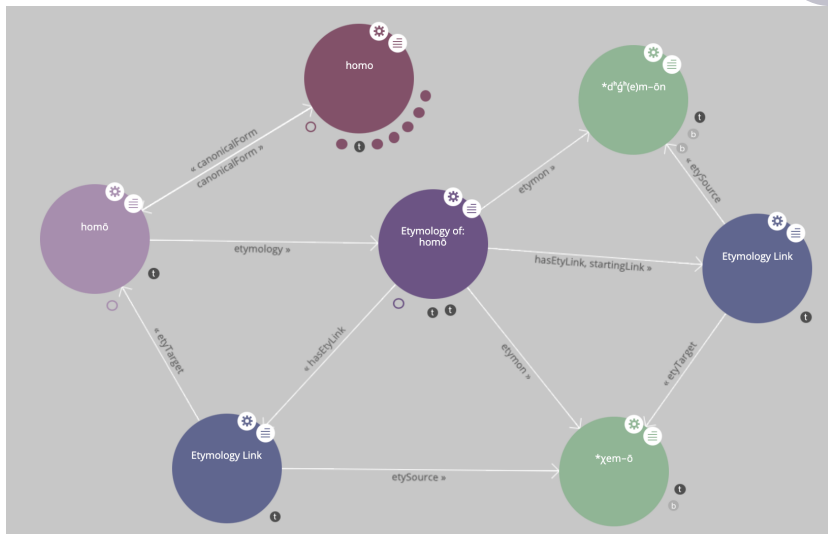 homo
*dʰǵʰ(e)m-ōn
« canonicalForm
canonicalForm »
t
t
b
b
etymon »
« etySource
homō
Etymology of:
homō
etymology »
hasEtyLink, startingLink »
Etymology Link
t
t
t
t
« hasEtyLink
etymon »
« etyTarget
« etyTarget
Etymology Link
*χem-ō
etySource »
t
b
t